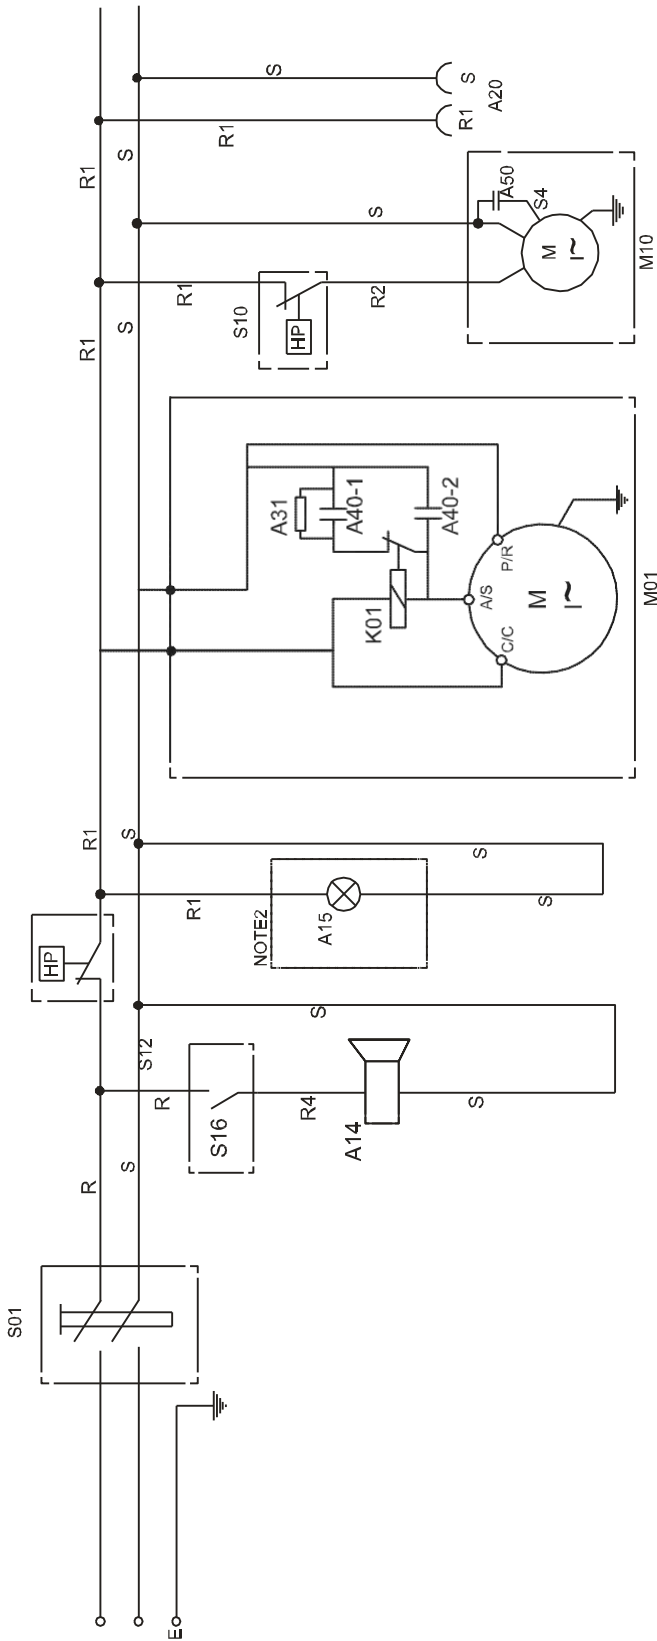 E
S01
R
S
S12
R
S16
R4
A14
S
S
HP
R1
S
R1
NOTE2
A15
S
S
M01
K01
A31
A40-1
A40-2
C/C
A/S
P/R
M
1~
R1
S
R1
S10
HP
R2
S
R1
S
M10
A50
S4
M
1~
R1
S
R1
S
A20